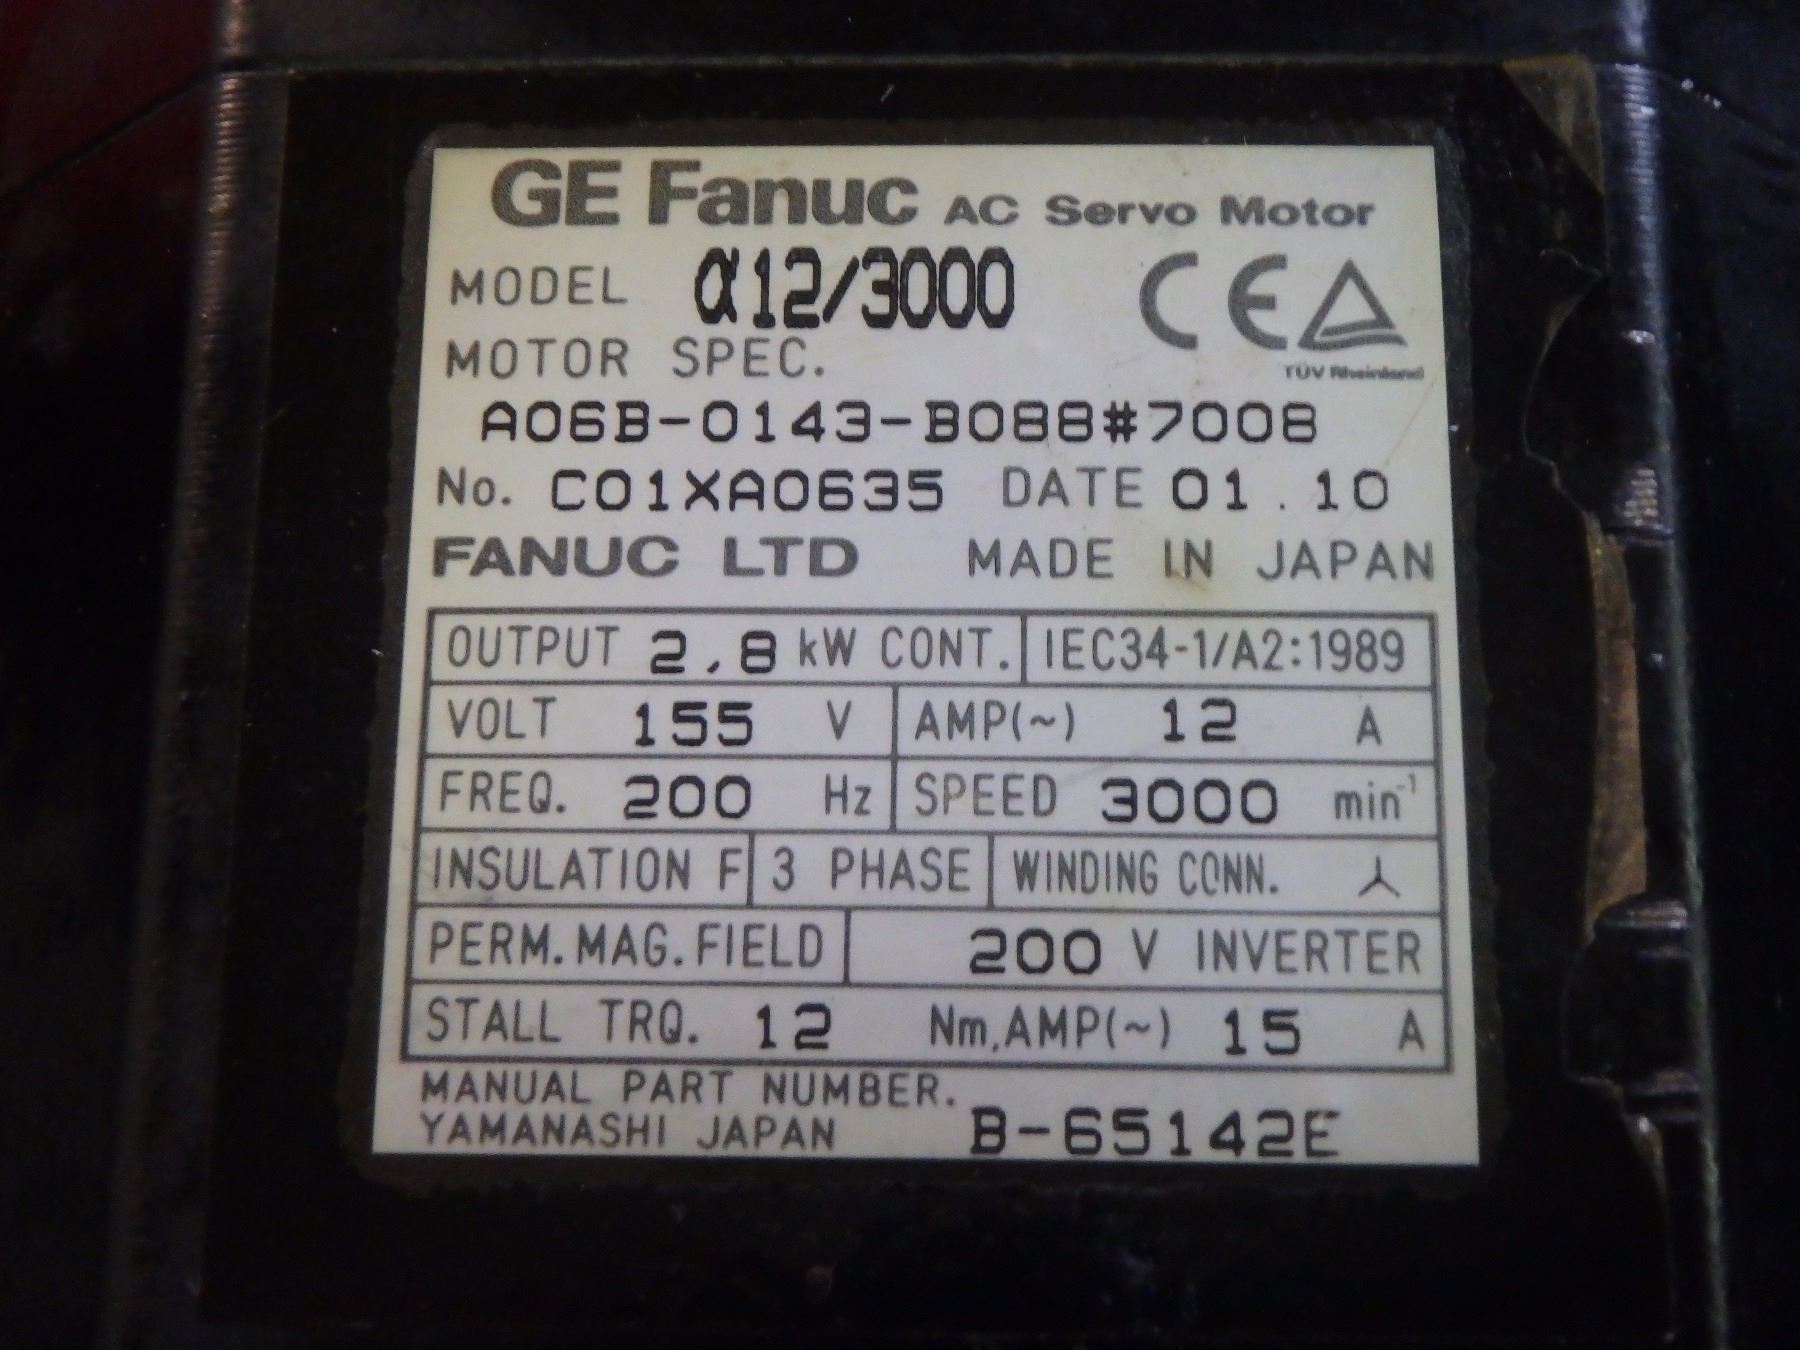 GE Fanuc AC Servo Motor
MODEL α12/3000 CE
MOTOR SPEC.
TÜV Rheinland
A06B-0143-B088#7008
No. C01XA0635 DATE 01.10
FANUC LTD MADE IN JAPAN
OUTPUT 2.8 kW CONT. IEC34-1/A2:1989
VOLT 155 V AMP(~) 12 A
FREQ. 200 Hz SPEED 3000 min⁻¹
INSULATION F 3 PHASE WINDING CONN.
PERM.MAG.FIELD 200 V INVERTER
STALL TRQ. 12 Nm,AMP(~) 15 A
MANUAL PART NUMBER.
YAMANASHI JAPAN B-65142E